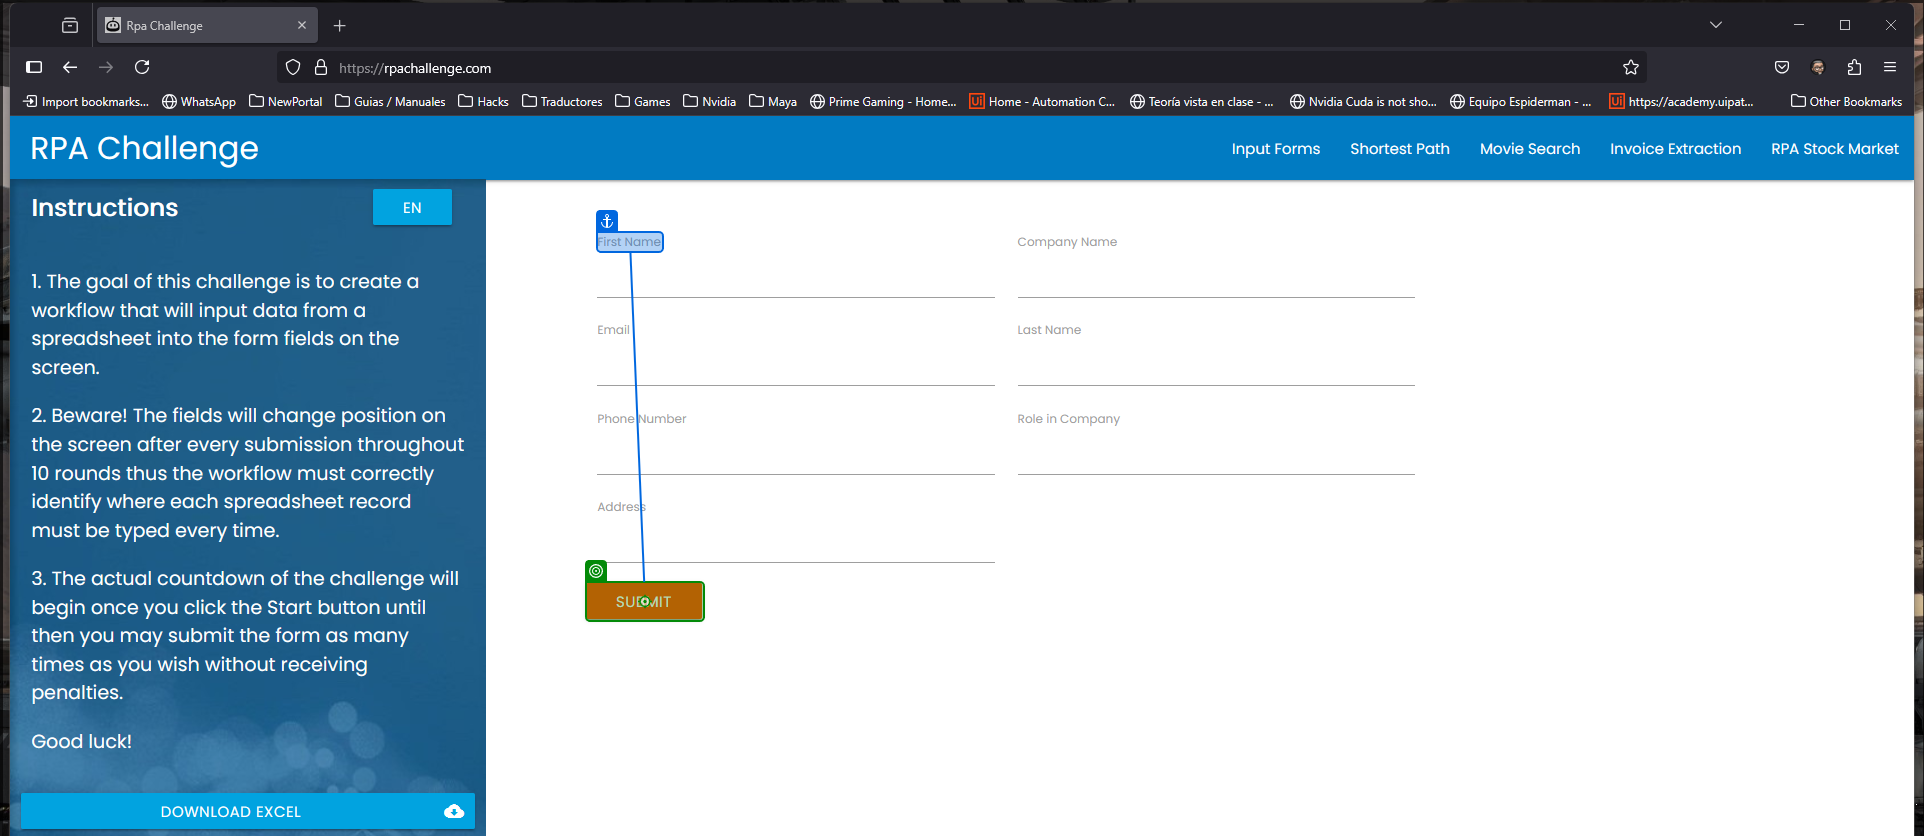 Rpa Challenge
https://rpachallenge.com
Import bookmarks... WhatsApp NewPortal Guias / Manuales Hacks Traductores Games Nvidia Maya Prime Gaming - Home... Ui Home - Automation C... Teoría vista en clase - ... Nvidia Cuda is not sho... Equipo Espiderman - ... Ui https://academy.uipat... Other Bookmarks
RPA Challenge
Input Forms Shortest Path Movie Search Invoice Extraction RPA Stock Market
Instructions
EN
1. The goal of this challenge is to create a
workflow that will input data from a
spreadsheet into the form fields on the
screen.
2. Beware! The fields will change position on
the screen after every submission throughout
10 rounds thus the workflow must correctly
identify where each spreadsheet record
must be typed every time.
3. The actual countdown of the challenge will
begin once you click the Start button until
then you may submit the form as many
times as you wish without receiving
penalties.
Good luck!
DOWNLOAD EXCEL
First Name
Company Name
Email
Last Name
Phone Number
Role in Company
Address
SUBMIT